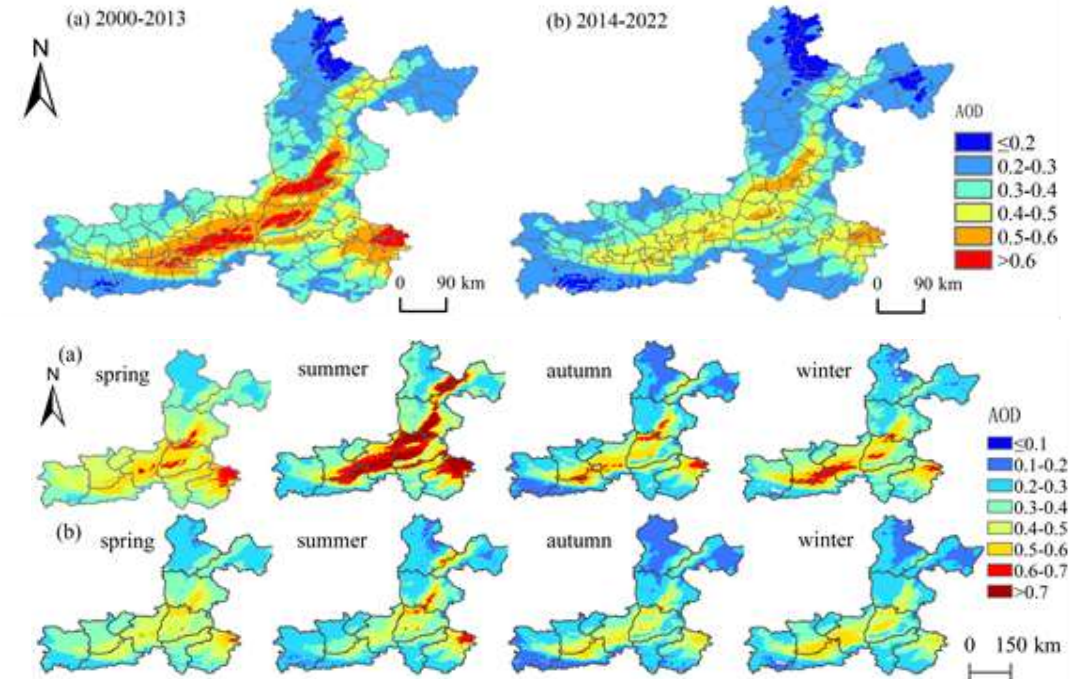 (a) 2000-2013
(b) 2014-2022
N
AOD
≤0.2
0.2-0.3
0.3-0.4
0.4-0.5
0.5-0.6
>0.6
0 90 km
0 90 km
(a)
N
spring
summer
autumn
winter
AOD
≤0.1
0.1-0.2
0.2-0.3
0.3-0.4
0.4-0.5
0.5-0.6
0.6-0.7
>0.7
(b)
spring
summer
autumn
winter
0 150 km